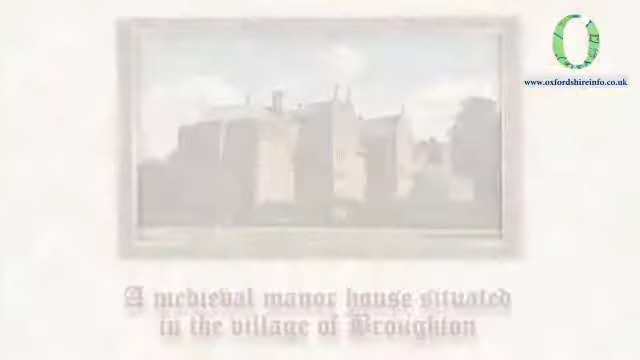 O
www.oxfordshireinfo.co.uk
A medieval manor house situated
in the village of Broughton